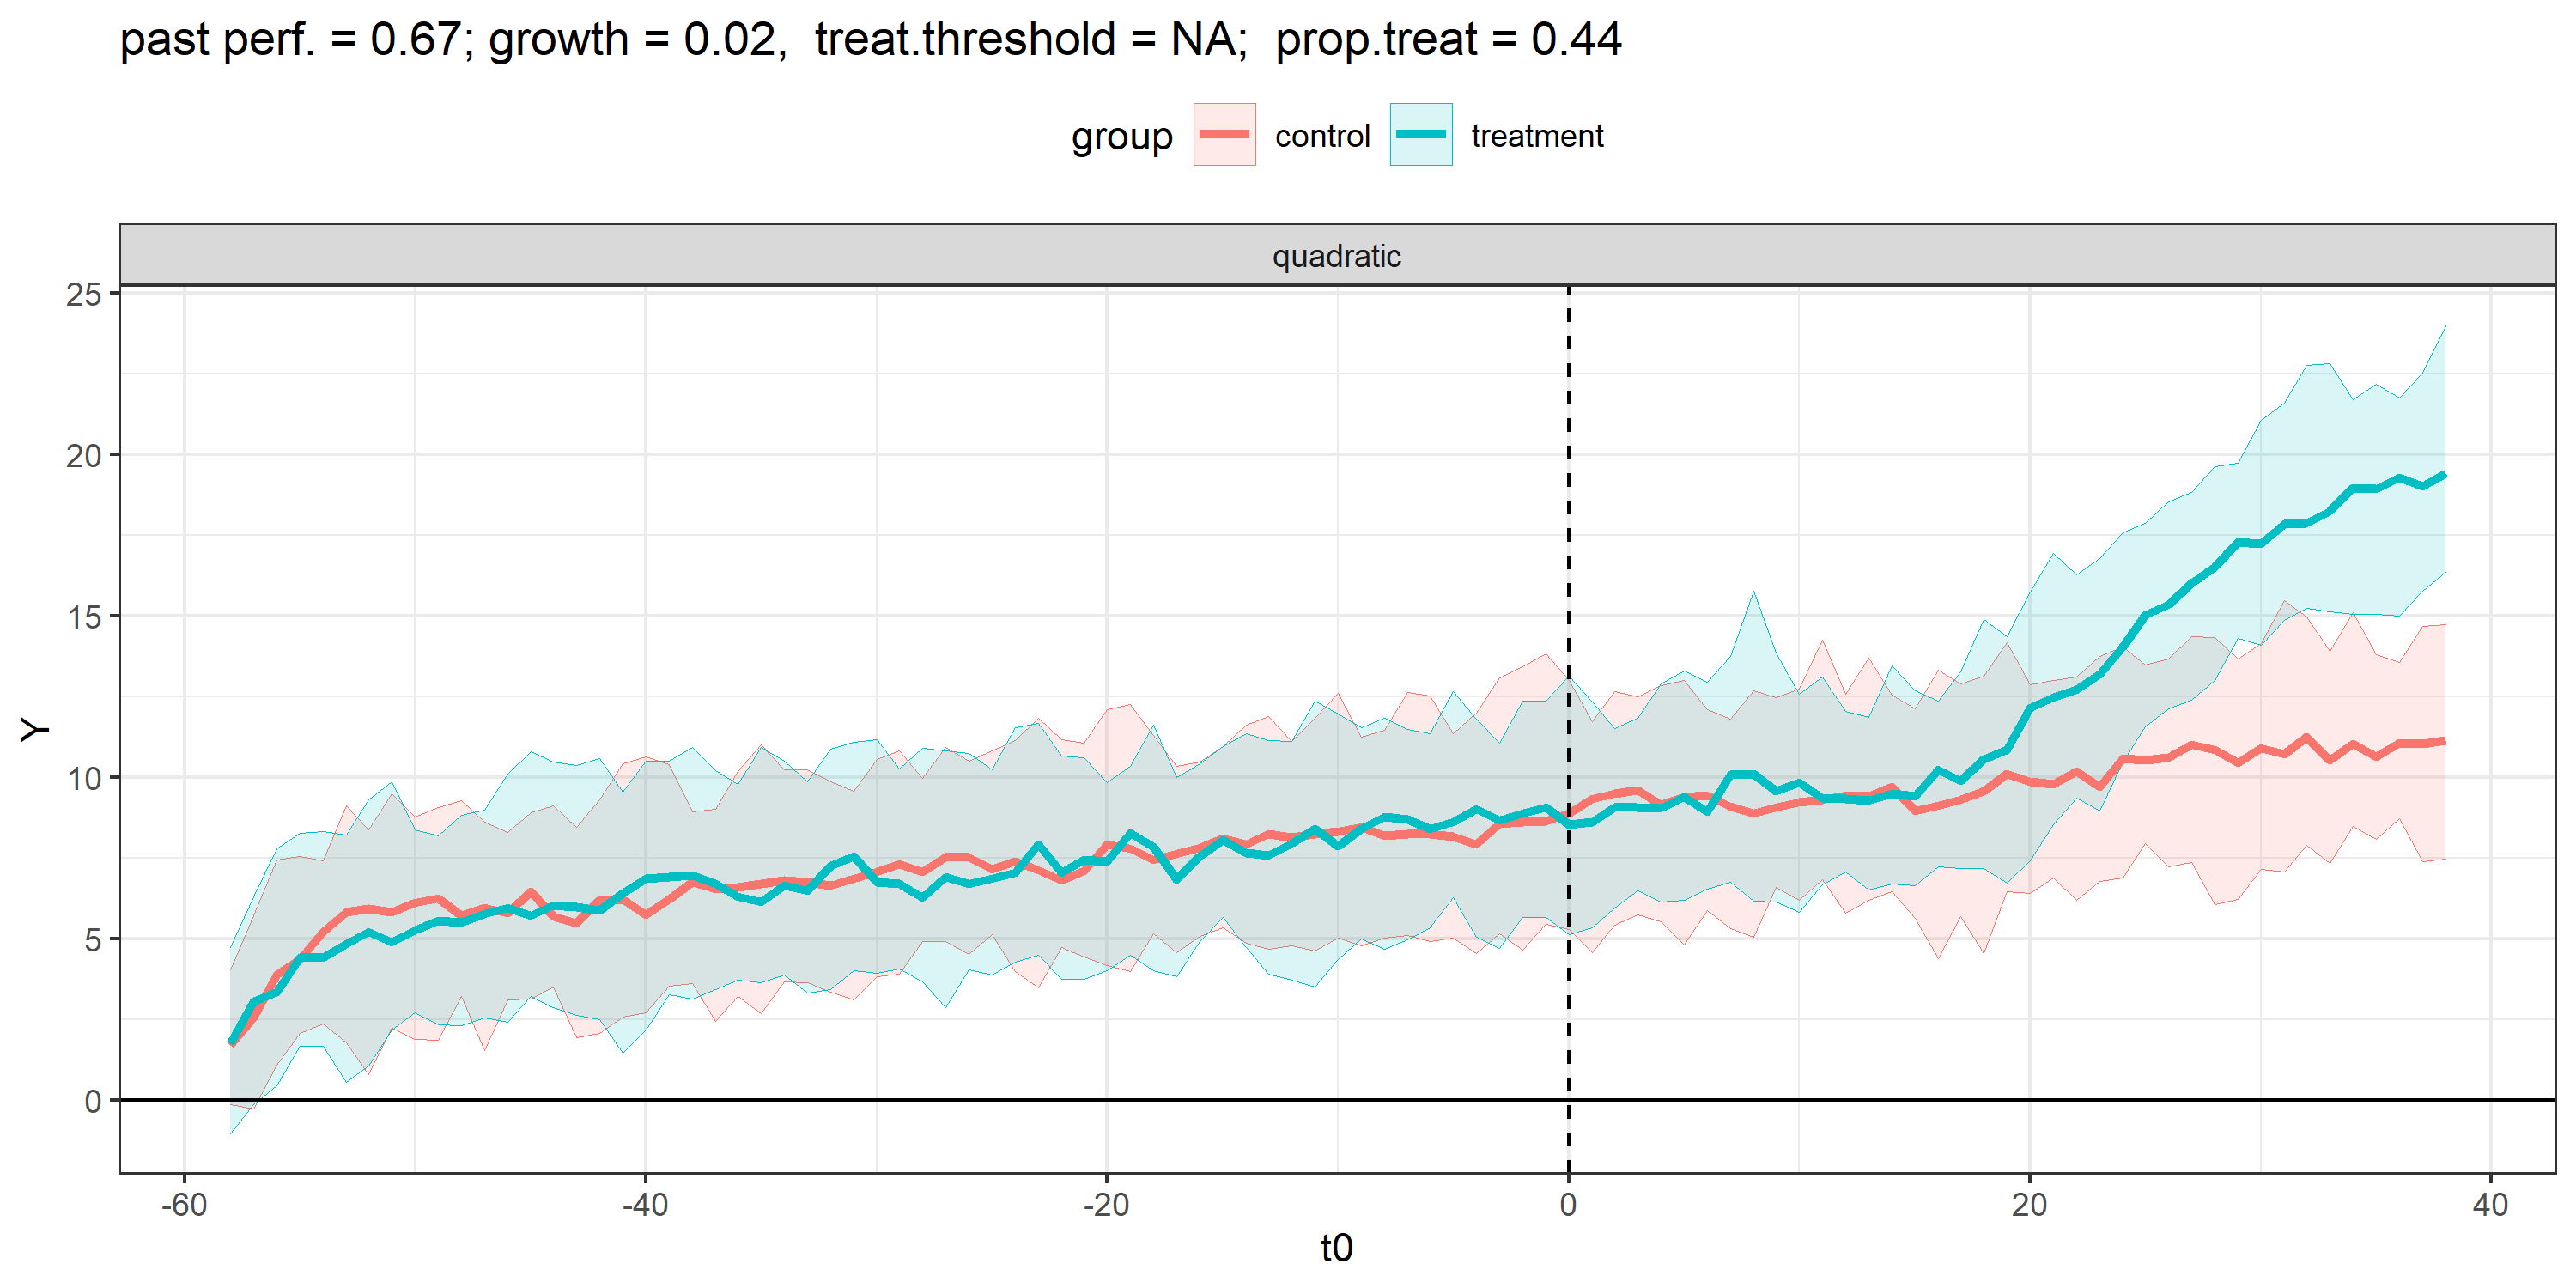 past perf. = 0.67; growth = 0.02,  treat.threshold = NA;  prop.treat = 0.44
group control treatment
quadratic
25
20
15
10
5
0
Y
-60 -40 -20 0 20 40
t0